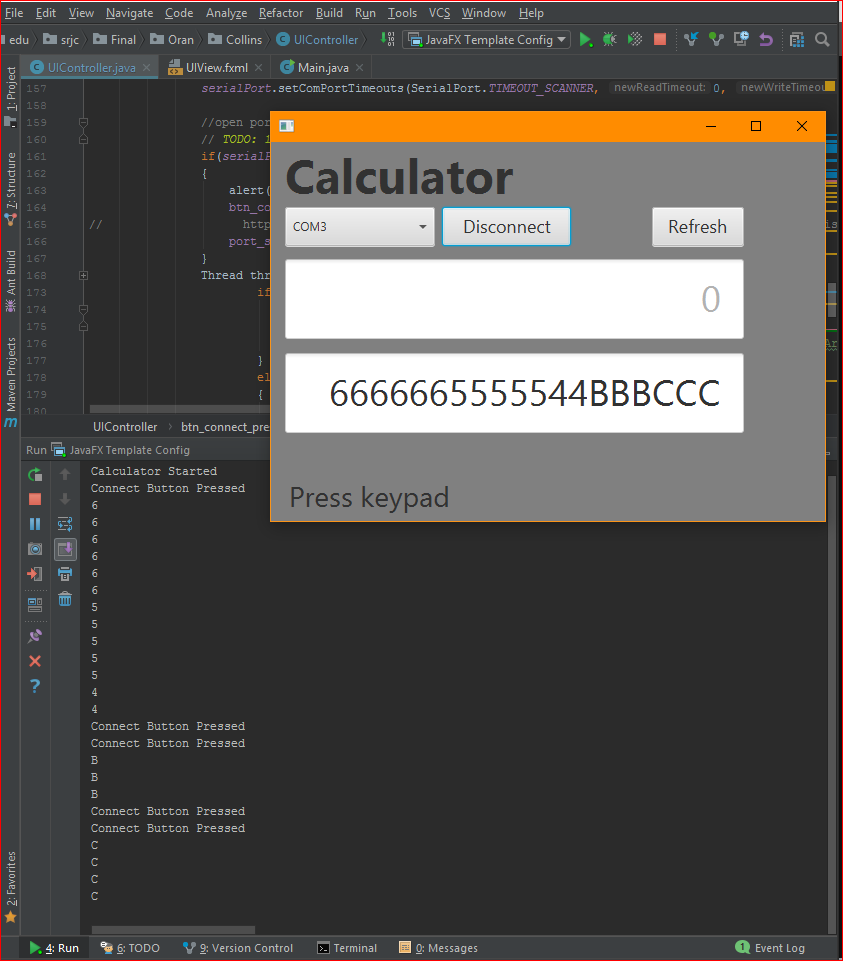 File Edit View Navigate Code Analyze Refactor Build Run Tools VCS Window Help
edu srjc Final Oran Collins UIController JavaFX Template Config
UIController.java UIView.fxml Main.java
1: Project
7: Structure
Ant Build
Maven Projects
2: Favorites
157 serialPort.setComPortTimeouts(SerialPort.TIMEOUT_SCANNER, newReadTimeout: 0, newWriteTimeou
158
159 //open por
160 // TODO: 1
161 if(serialP
162 {
163 alert(
164 btn_co
165 // http
166 port_s
167 }
168 Thread thr
173 if
174
175
176
177 }
178 el
179 {
180
Calculator
COM3 Disconnect Refresh
0
6666665555544BBBCCC
Press keypad
UIController btn_connect_pre
Run JavaFX Template Config
Calculator Started
Connect Button Pressed
6
6
6
6
6
6
5
5
5
5
5
4
4
Connect Button Pressed
Connect Button Pressed
B
B
B
Connect Button Pressed
Connect Button Pressed
C
C
C
C
4: Run 6: TODO 9: Version Control Terminal 0: Messages 1 Event Log